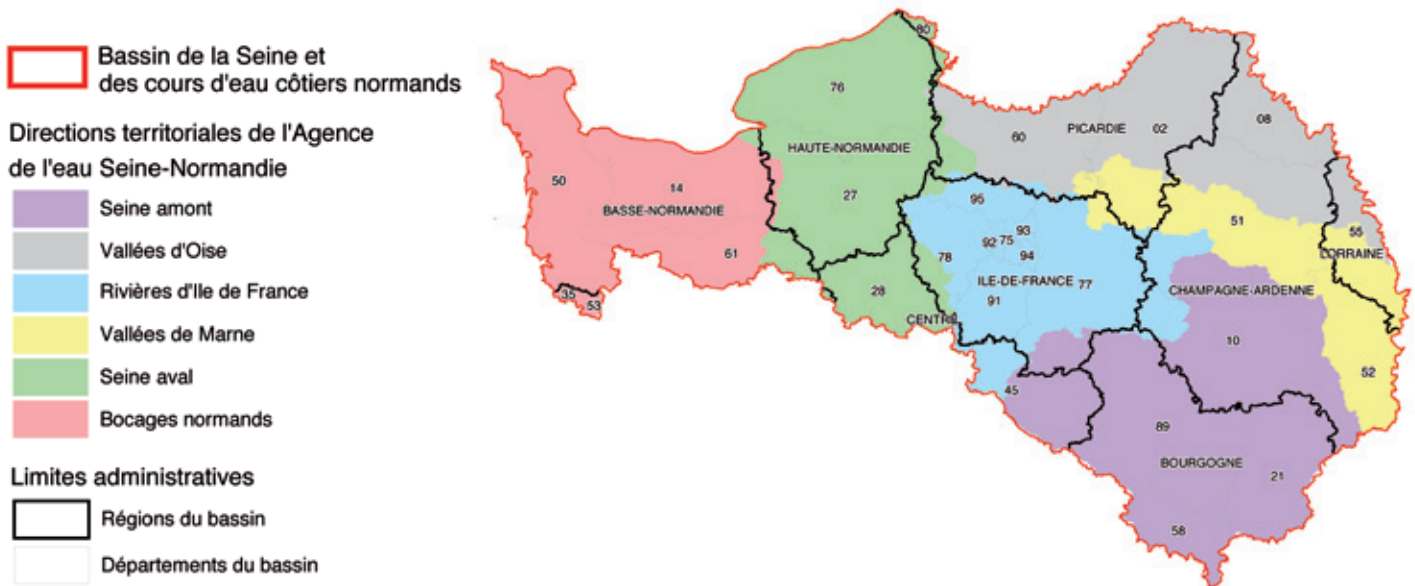 Bassin de la Seine et
des cours d'eau côtiers normands
Directions territoriales de l'Agence
de l'eau Seine-Normandie
Seine amont
Vallées d'Oise
Rivières d'Ile de France
Vallées de Marne
Seine aval
Bocages normands
Limites administratives
Régions du bassin
Départements du bassin
80
76
08
60
PICARDIE
02
HAUTE-NORMANDIE
50
14
27
95
51
BASSE-NORMANDIE
93
92
75
55
61
78
94
LORRAINE
ILE-DE-FRANCE
77
CHAMPAGNE-ARDENNE
35
28
53
91
CENTRE
10
52
45
89
BOURGOGNE
21
58